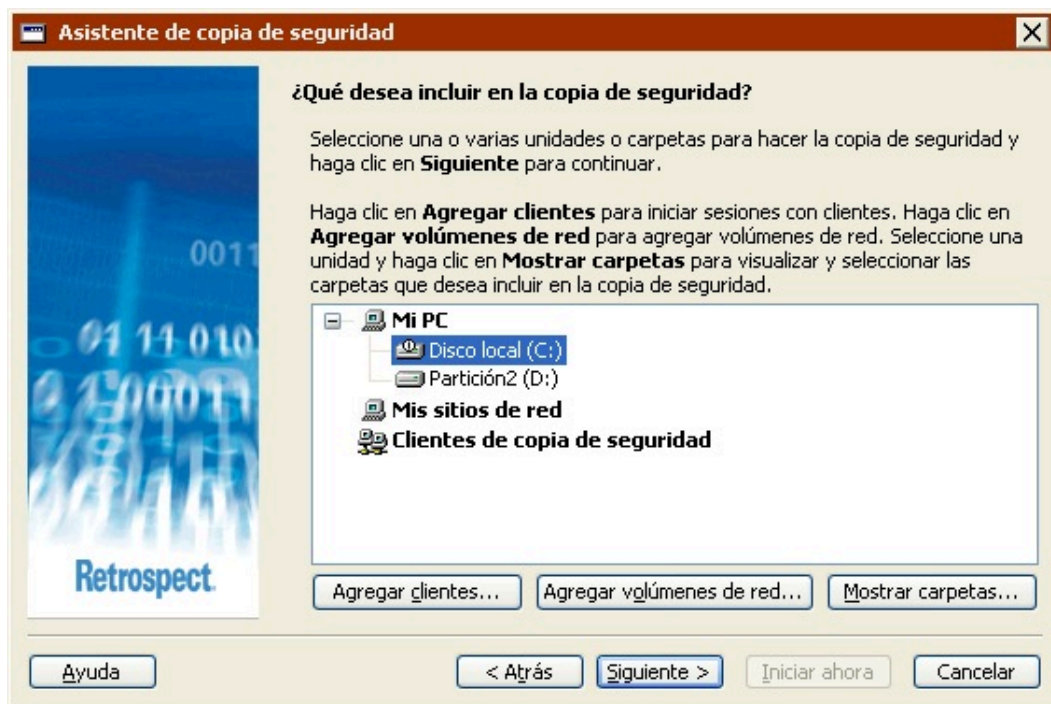 Asistente de copia de seguridad
¿Qué desea incluir en la copia de seguridad?
Seleccione una o varias unidades o carpetas para hacer la copia de seguridad y
haga clic en Siguiente para continuar.
Haga clic en Agregar clientes para iniciar sesiones con clientes. Haga clic en
Agregar volúmenes de red para agregar volúmenes de red. Seleccione una
unidad y haga clic en Mostrar carpetas para visualizar y seleccionar las
carpetas que desea incluir en la copia de seguridad.
Mi PC
Disco local (C:)
Partición2 (D:)
Mis sitios de red
Clientes de copia de seguridad
0011
01 11 010
Retrospect.
Agregar clientes... Agregar volúmenes de red... Mostrar carpetas...
Ayuda < Atrás Siguiente > Iniciar ahora Cancelar